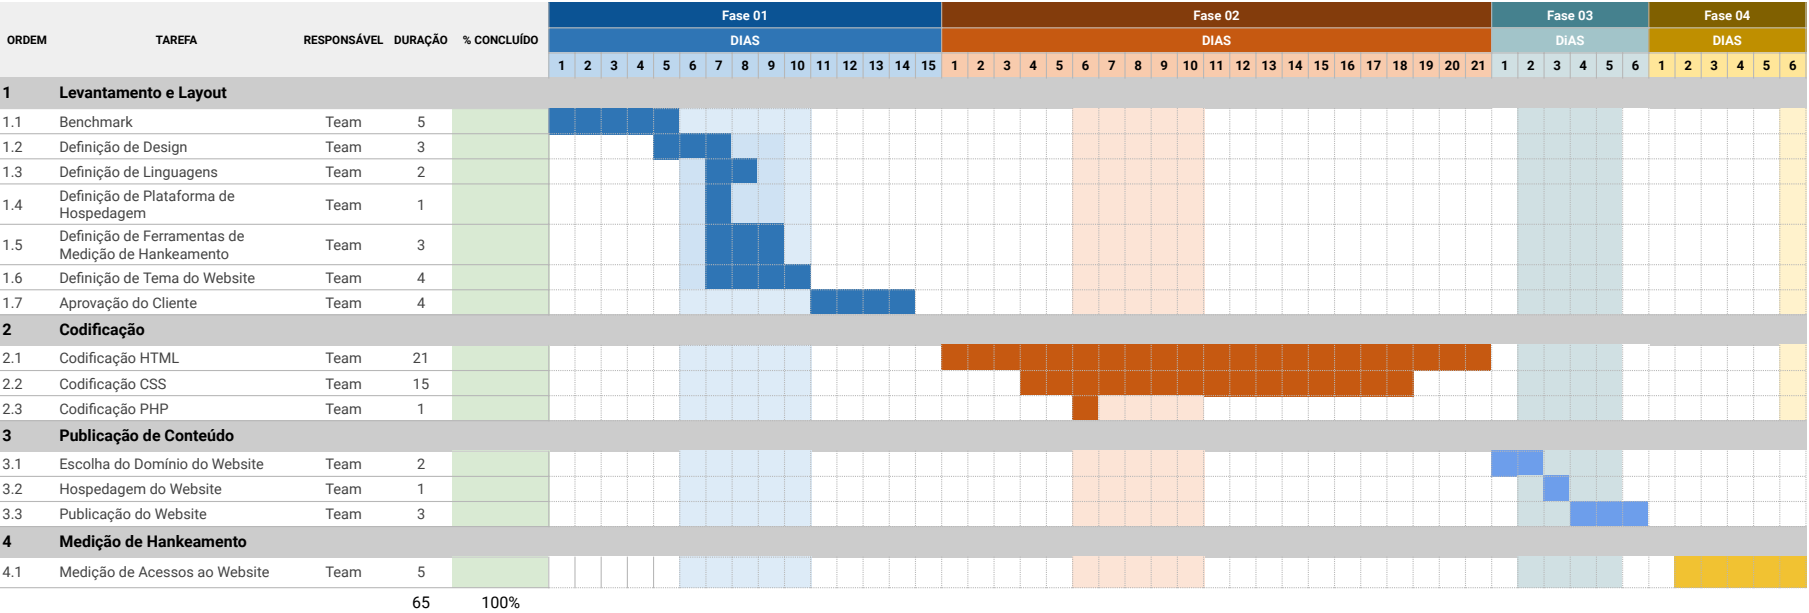 Fase 01 Fase 02 Fase 03 Fase 04
ORDEM TAREFA RESPONSÁVEL DURAÇÃO % CONCLUÍDO DIAS DIAS DiAS DIAS
1 2 3 4 5 6 7 8 9 10 11 12 13 14 15 1 2 3 4 5 6 7 8 9 10 11 12 13 14 15 16 17 18 19 20 21 1 2 3 4 5 6 1 2 3 4 5 6
1 Levantamento e Layout
1.1 Benchmark Team 5
1.2 Definição de Design Team 3
1.3 Definição de Linguagens Team 2
1.4 Definição de Plataforma de
Hospedagem Team 1
1.5 Definição de Ferramentas de
Medição de Hankeamento Team 3
1.6 Definição de Tema do Website Team 4
1.7 Aprovação do Cliente Team 4
2 Codificação
2.1 Codificação HTML Team 21
2.2 Codificação CSS Team 15
2.3 Codificação PHP Team 1
3 Publicação de Conteúdo
3.1 Escolha do Domínio do Website Team 2
3.2 Hospedagem do Website Team 1
3.3 Publicação do Website Team 3
4 Medição de Hankeamento
4.1 Medição de Acessos ao Website Team 5
65 100%